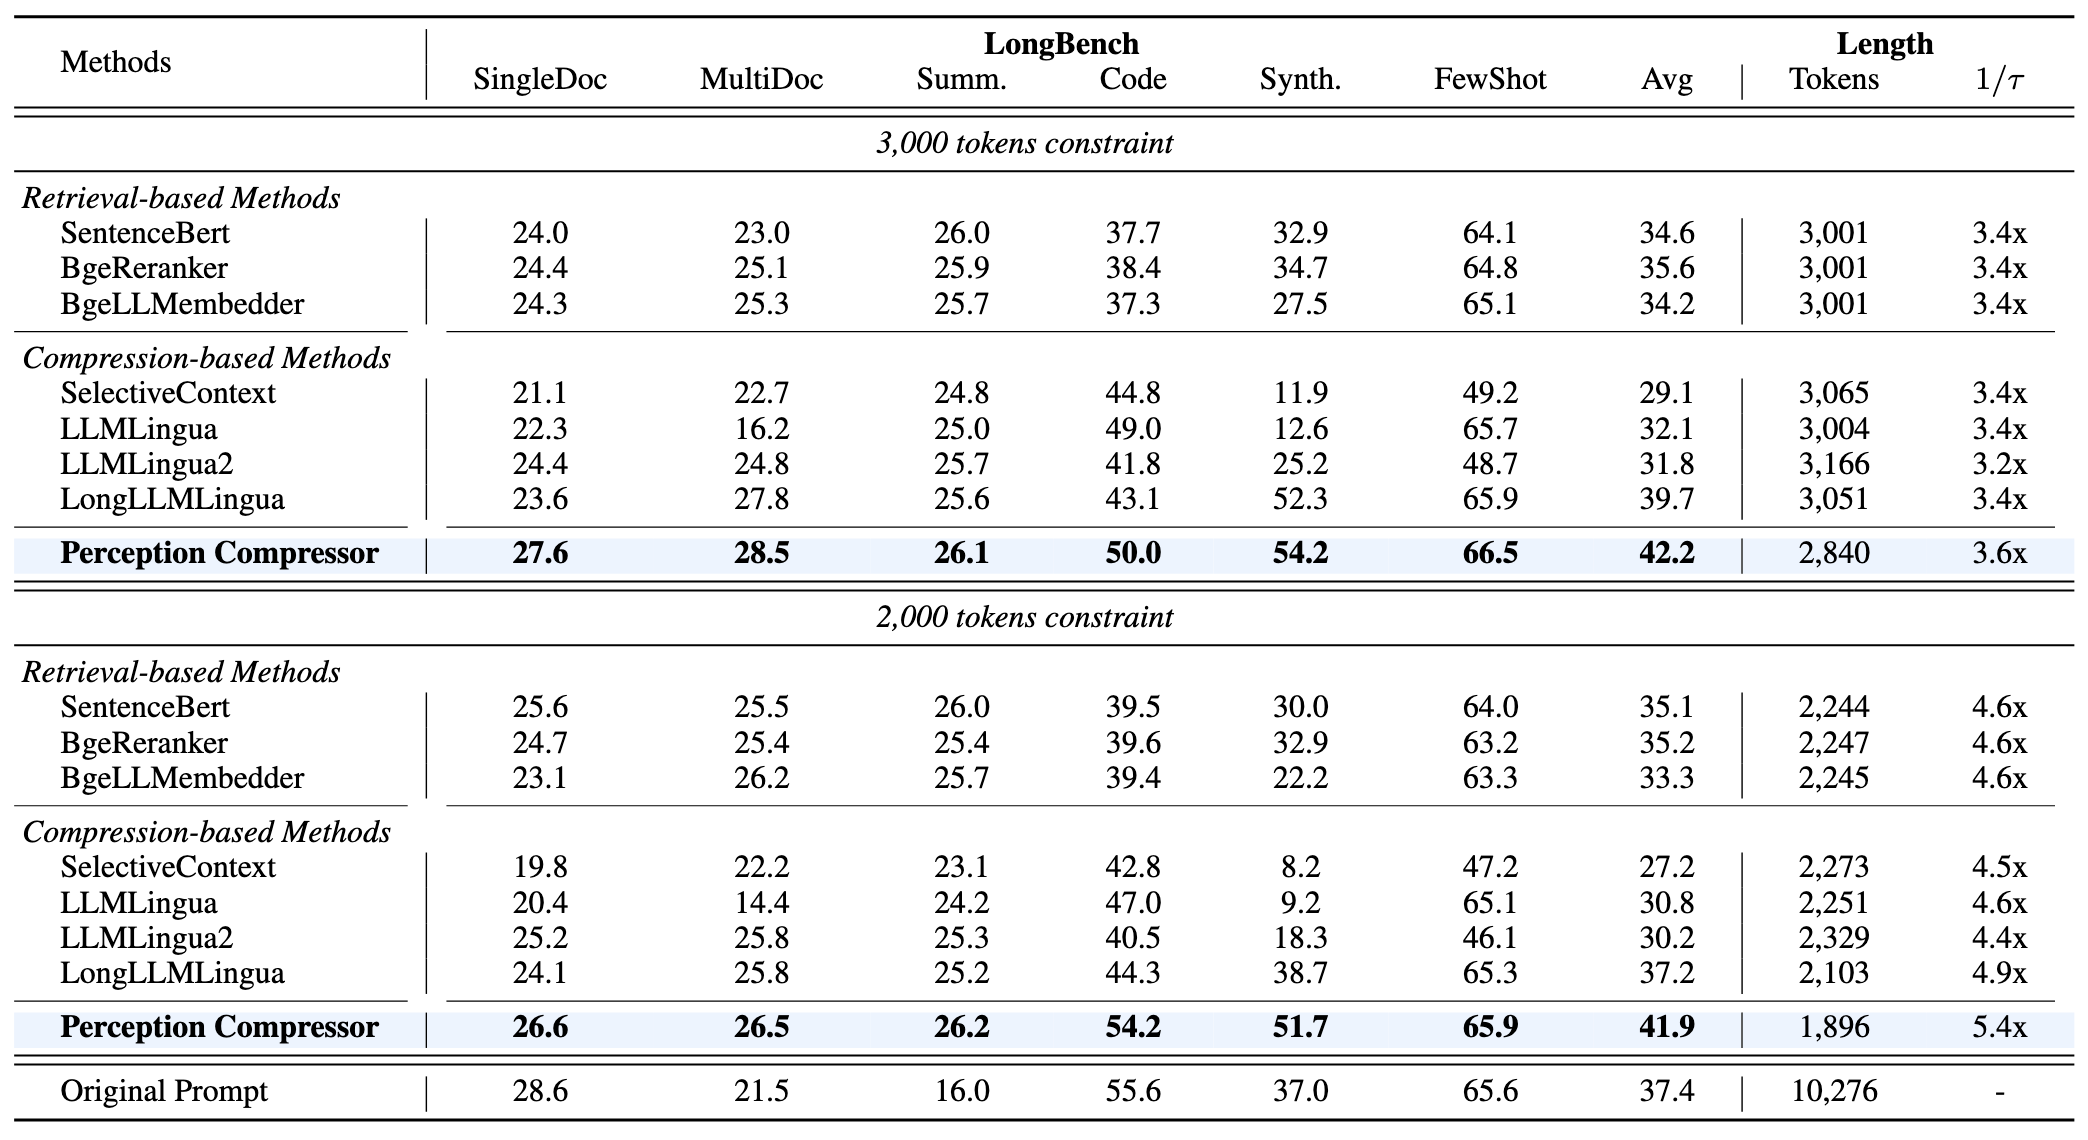 Methods LongBench Length
SingleDoc MultiDoc Summ. Code Synth. FewShot Avg Tokens 1/τ
3,000 tokens constraint
Retrieval-based Methods
SentenceBert 24.0 23.0 26.0 37.7 32.9 64.1 34.6 3,001 3.4x
BgeReranker 24.4 25.1 25.9 38.4 34.7 64.8 35.6 3,001 3.4x
BgeLLMembedder 24.3 25.3 25.7 37.3 27.5 65.1 34.2 3,001 3.4x
Compression-based Methods
SelectiveContext 21.1 22.7 24.8 44.8 11.9 49.2 29.1 3,065 3.4x
LLMLingua 22.3 16.2 25.0 49.0 12.6 65.7 32.1 3,004 3.4x
LLMLingua2 24.4 24.8 25.7 41.8 25.2 48.7 31.8 3,166 3.2x
LongLLMLingua 23.6 27.8 25.6 43.1 52.3 65.9 39.7 3,051 3.4x
Perception Compressor 27.6 28.5 26.1 50.0 54.2 66.5 42.2 2,840 3.6x
2,000 tokens constraint
Retrieval-based Methods
SentenceBert 25.6 25.5 26.0 39.5 30.0 64.0 35.1 2,244 4.6x
BgeReranker 24.7 25.4 25.4 39.6 32.9 63.2 35.2 2,247 4.6x
BgeLLMembedder 23.1 26.2 25.7 39.4 22.2 63.3 33.3 2,245 4.6x
Compression-based Methods
SelectiveContext 19.8 22.2 23.1 42.8 8.2 47.2 27.2 2,273 4.5x
LLMLingua 20.4 14.4 24.2 47.0 9.2 65.1 30.8 2,251 4.6x
LLMLingua2 25.2 25.8 25.3 40.5 18.3 46.1 30.2 2,329 4.4x
LongLLMLingua 24.1 25.8 25.2 44.3 38.7 65.3 37.2 2,103 4.9x
Perception Compressor 26.6 26.5 26.2 54.2 51.7 65.9 41.9 1,896 5.4x
Original Prompt 28.6 21.5 16.0 55.6 37.0 65.6 37.4 10,276 -